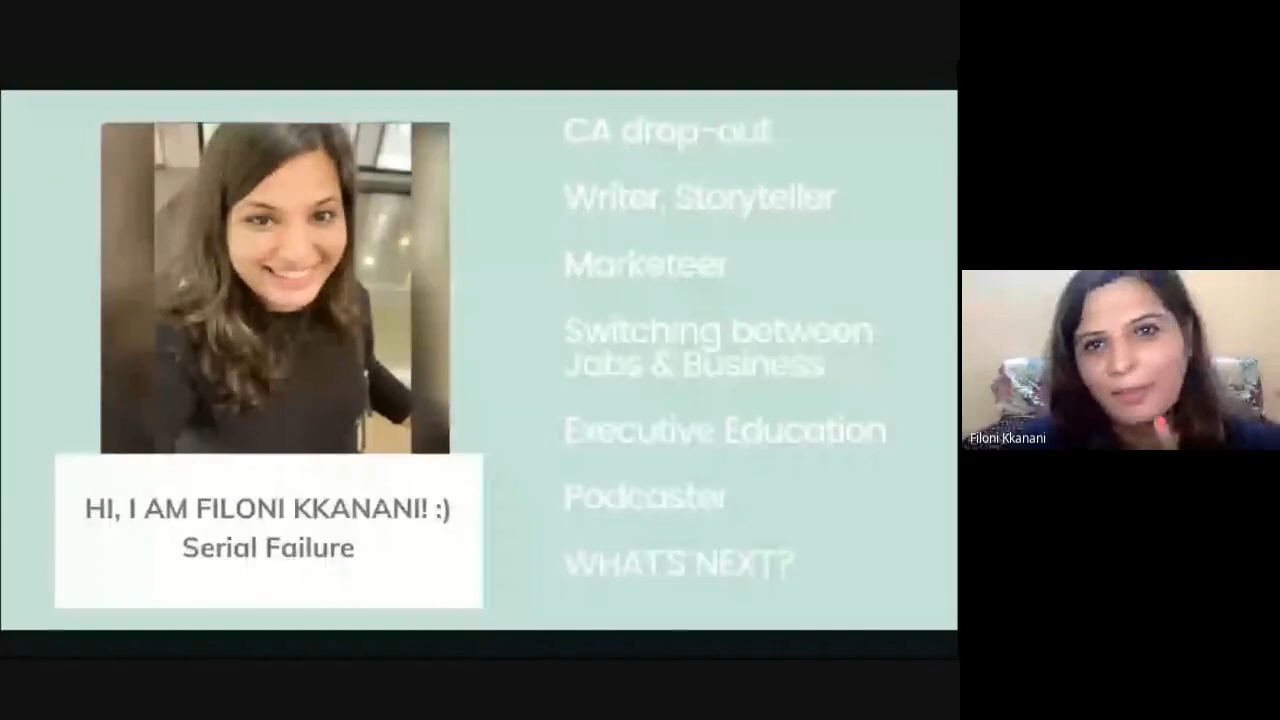 HI, I AM FILONI KKANANI! :)
Serial Failure
CA drop-out
Writer, Storyteller
Marketeer
Switching between
Jobs & Business
Executive Education
Podcaster
WHATS NEXT?
Filoni Kkanani